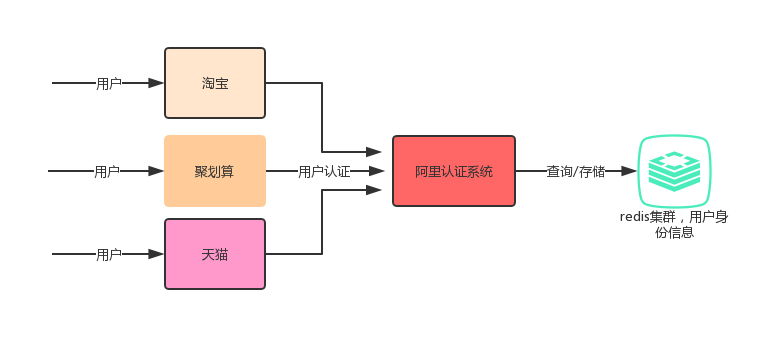 用户
淘宝
用户
聚划算
用户认证
阿里认证系统
查询/存储
redis集群，用户身
份信息
用户
天猫